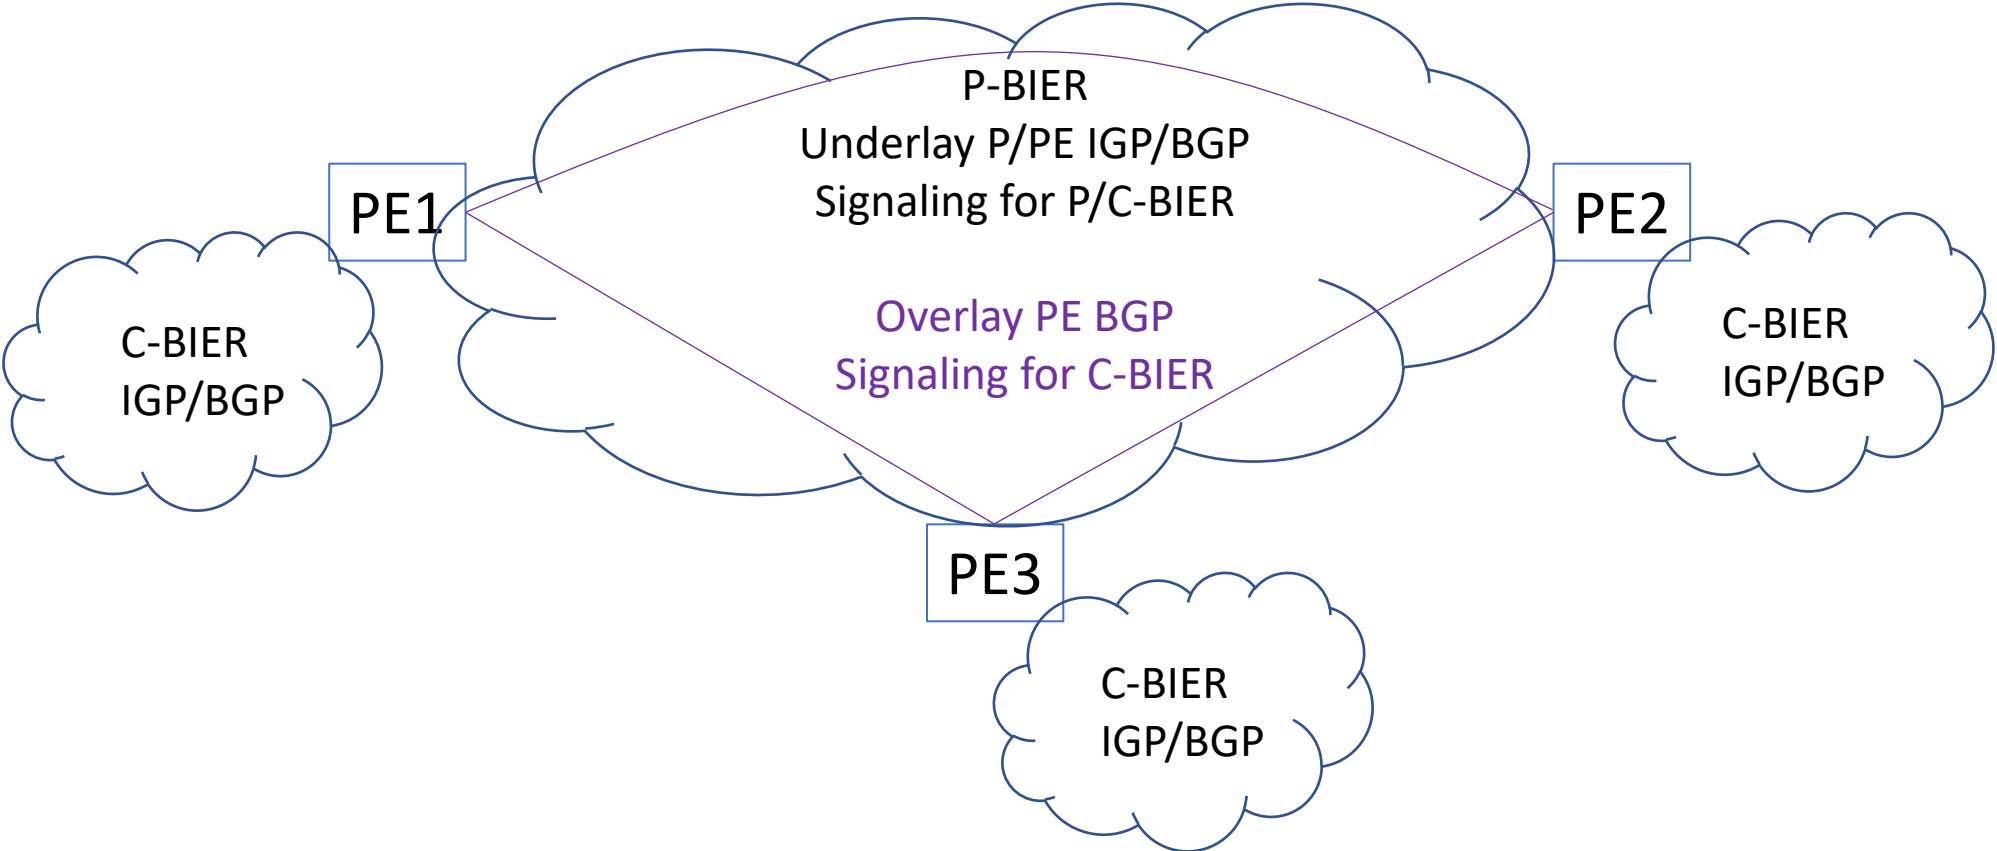 P-BIER
Underlay P/PE IGP/BGP
Signaling for P/C-BIER
PE1
PE2
Overlay PE BGP
Signaling for C-BIER
C-BIER
IGP/BGP
C-BIER
IGP/BGP
PE3
C-BIER
IGP/BGP